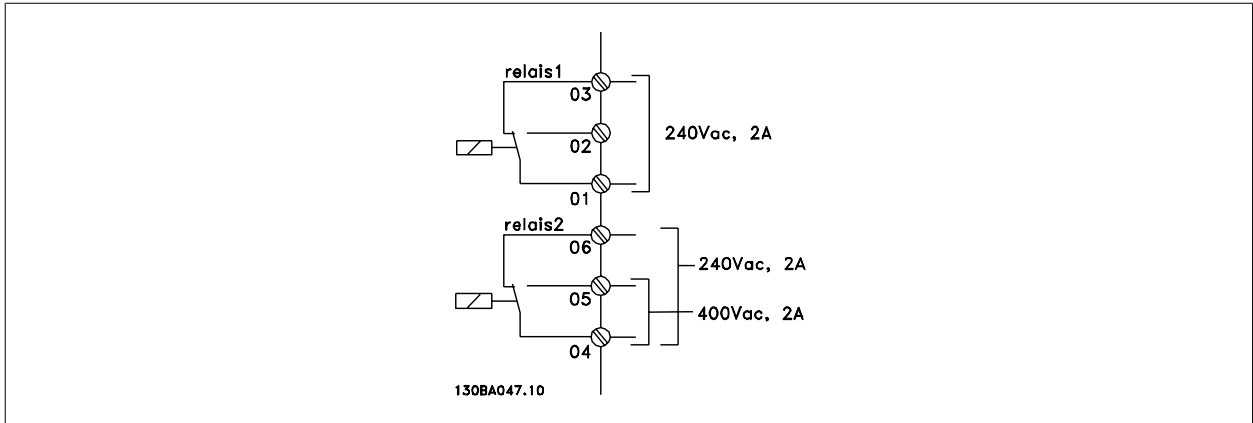 relais1
03
02
240Vac, 2A
01
relais2
06
240Vac, 2A
05
400Vac, 2A
04
130BA047.10